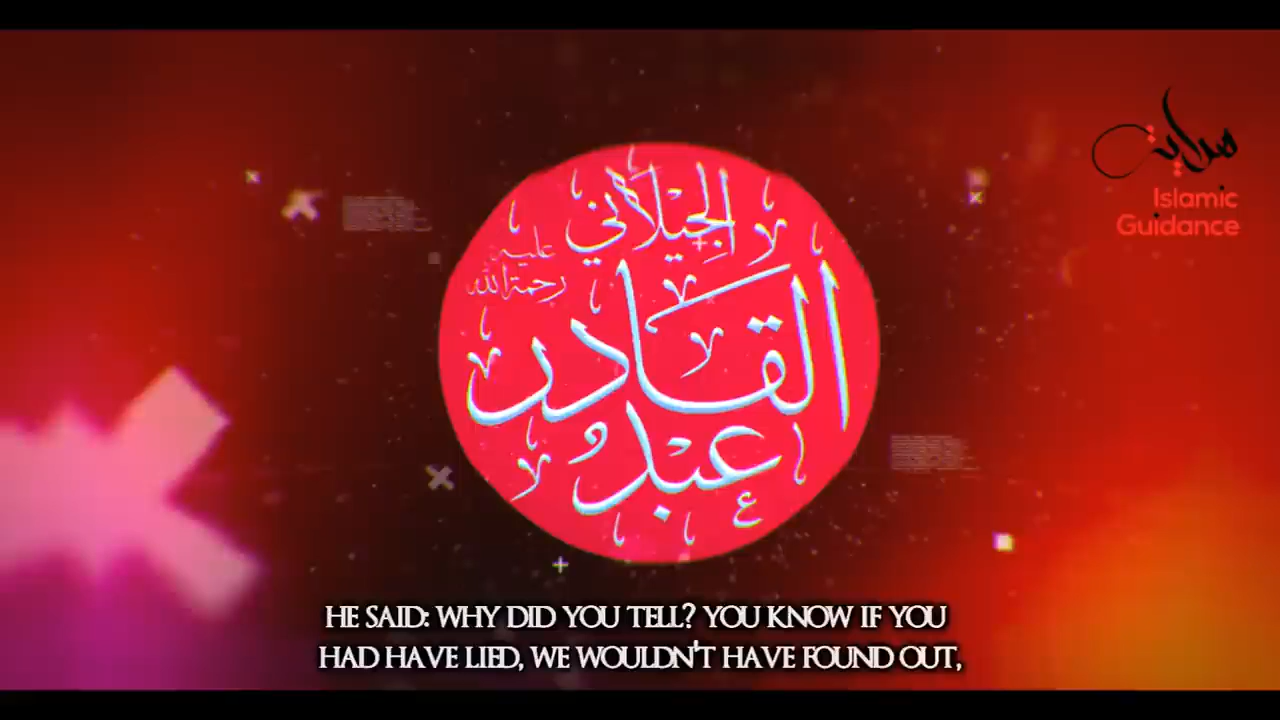 هداية
Islamic
Guidance
الجيلاني
عليه
رحمة الله
القادر
عبد
HE SAID: WHY DID YOU TELL? YOU KNOW IF YOU
HAD HAVE LIED, WE WOULDN'T HAVE FOUND OUT,